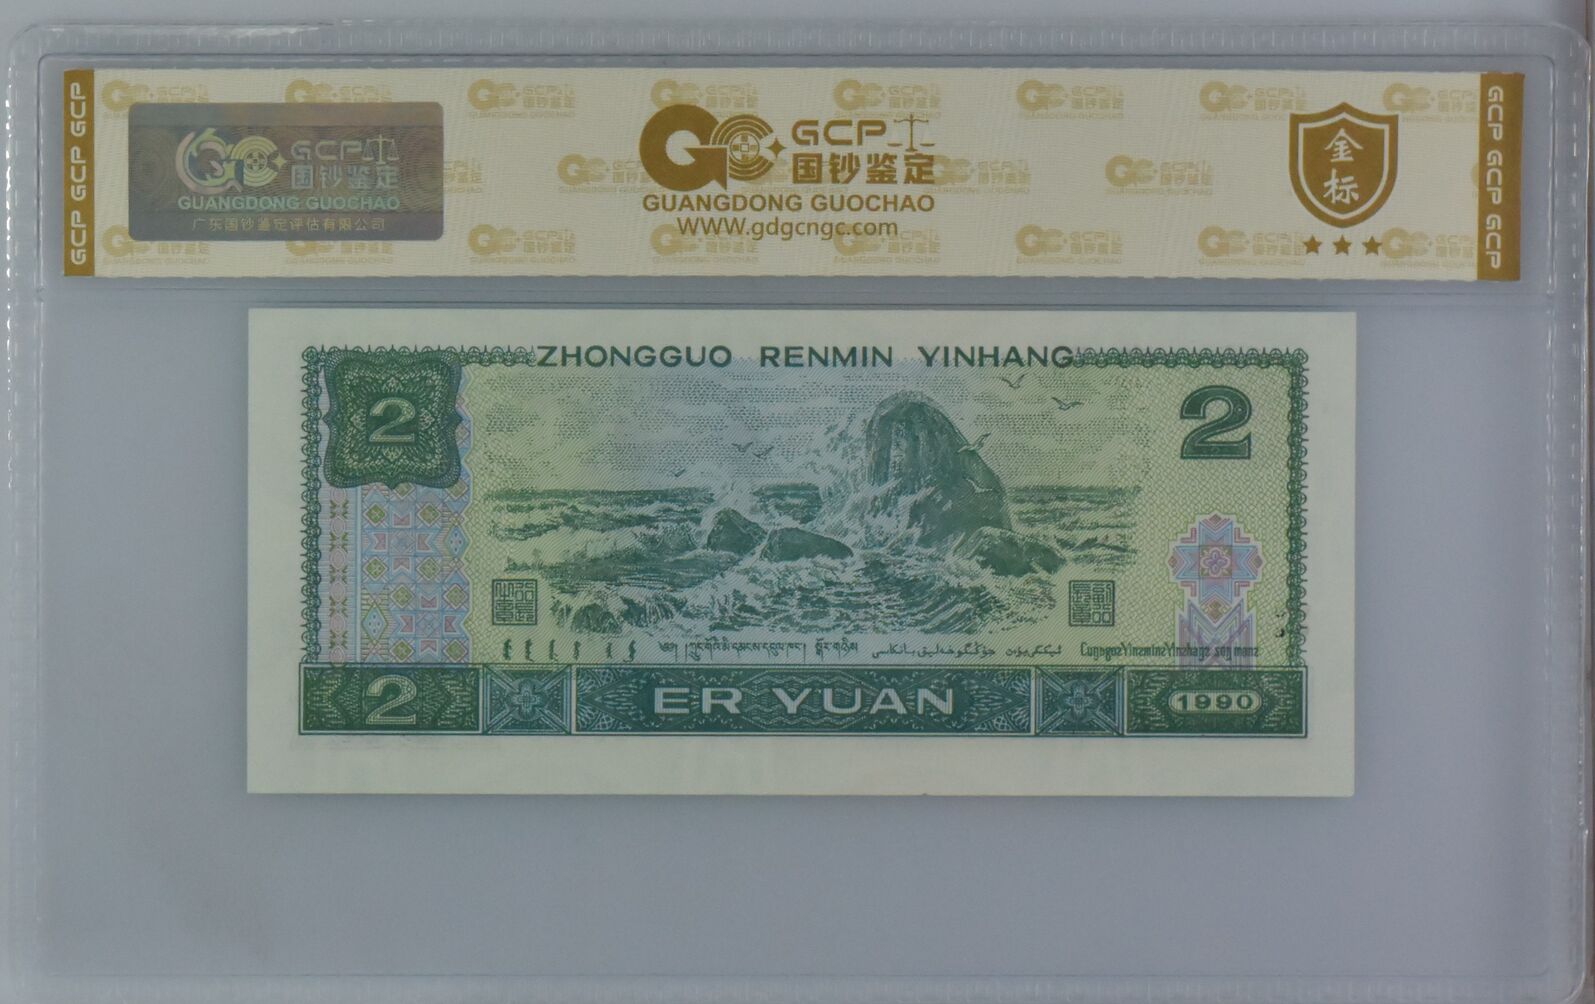 GCP GCP GCP
GCP
国钞鉴定
GUANGDONG GUOCHAO
广东国钞鉴定评估有限公司
GCP
国钞鉴定
GUANGDONG GUOCHAO
WWW.gdgcngc.com
金
标
GCP GCP GCP
ZHONGGUO RENMIN YINHANG
2
2
2
ER YUAN
1990